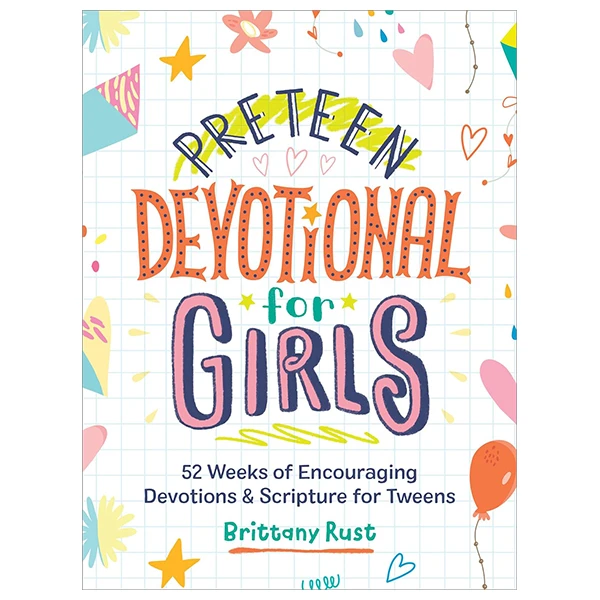 PRETEEN
DEVOTIONAL
for
GIRLS
52 Weeks of Encouraging
Devotions & Scripture for Tweens
Brittany Rust